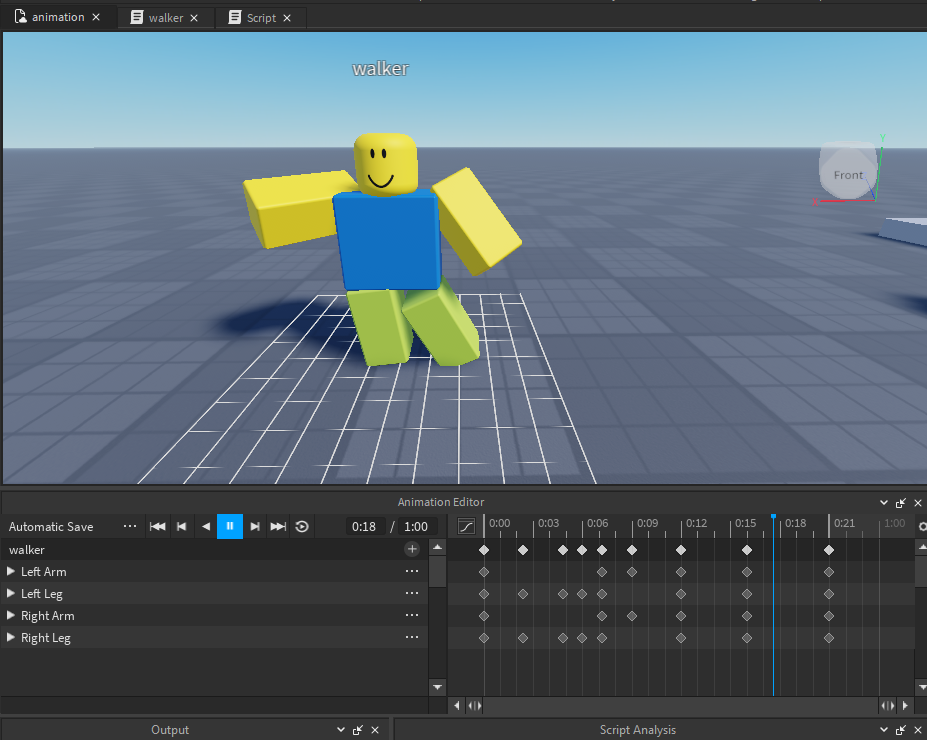 animation
walker
Script
walker
Y
Front
Animation Editor
Automatic Save
0:18 / 1:00
0:00 0:03 0:06 0:09 0:12 0:15 0:18 0:21 1:00
walker
Left Arm
Left Leg
Right Arm
Right Leg
Output
Script Analysis